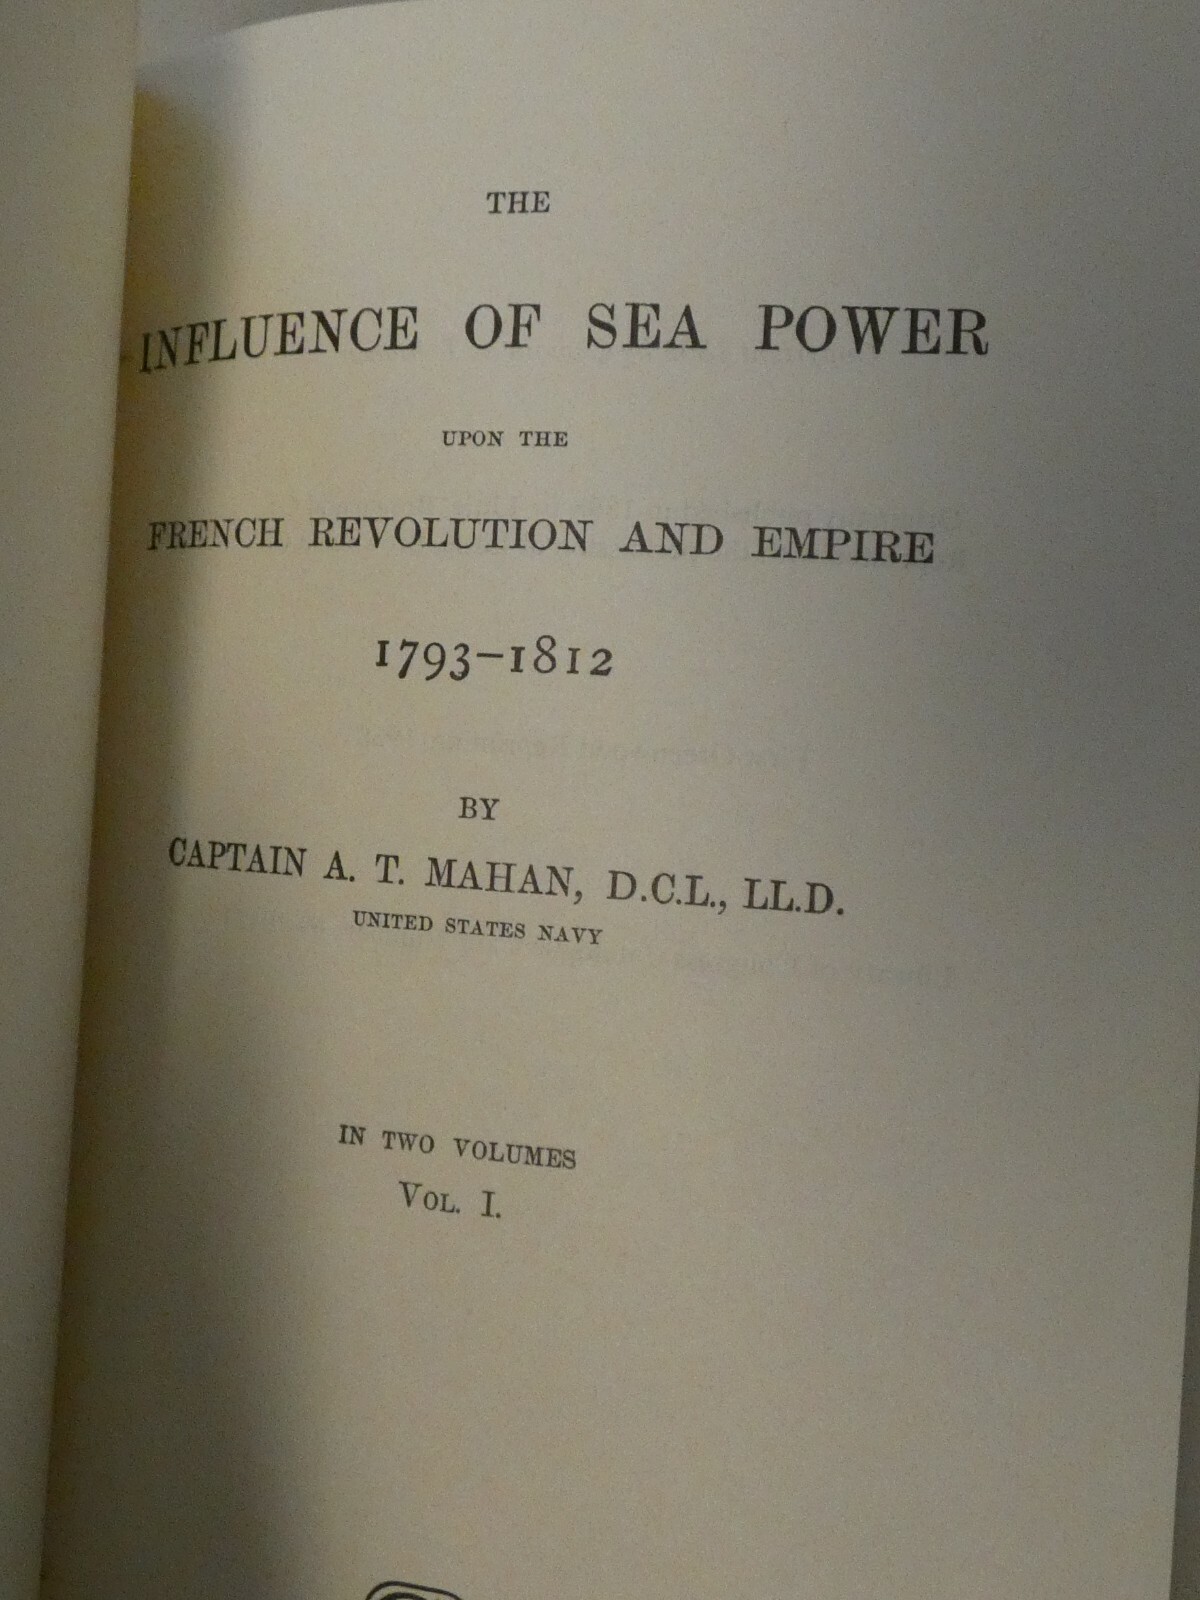 THE
INFLUENCE OF SEA POWER
UPON THE
FRENCH REVOLUTION AND EMPIRE
1793–1812
BY
CAPTAIN A. T. MAHAN, D.C.L., LL.D.
UNITED STATES NAVY
IN TWO VOLUMES
VOL. I.